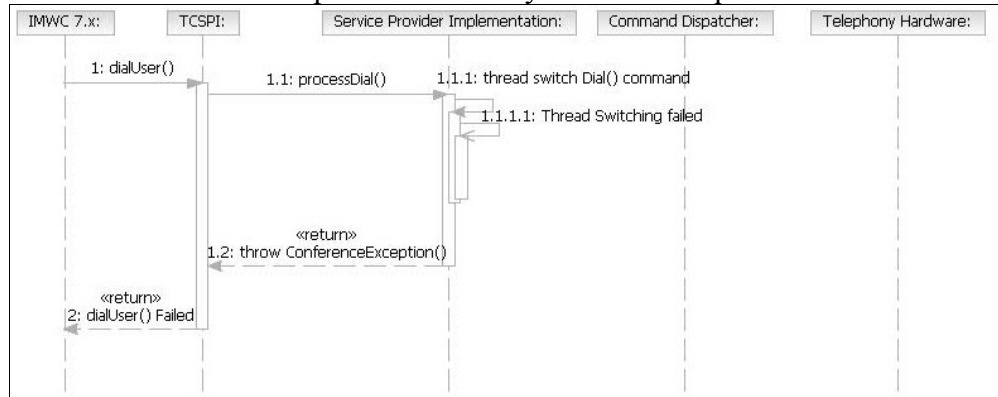 IMWC 7.x:
TCSPI:
Service Provider Implementation:
Command Dispatcher:
Telephony Hardware:
1: dialUser()
1.1: processDial()
1.1.1: thread switch Dial() command
1.1.1.1: Thread Switching failed
«return»
1.2: throw ConferenceException()
«return»
2: dialUser() Failed